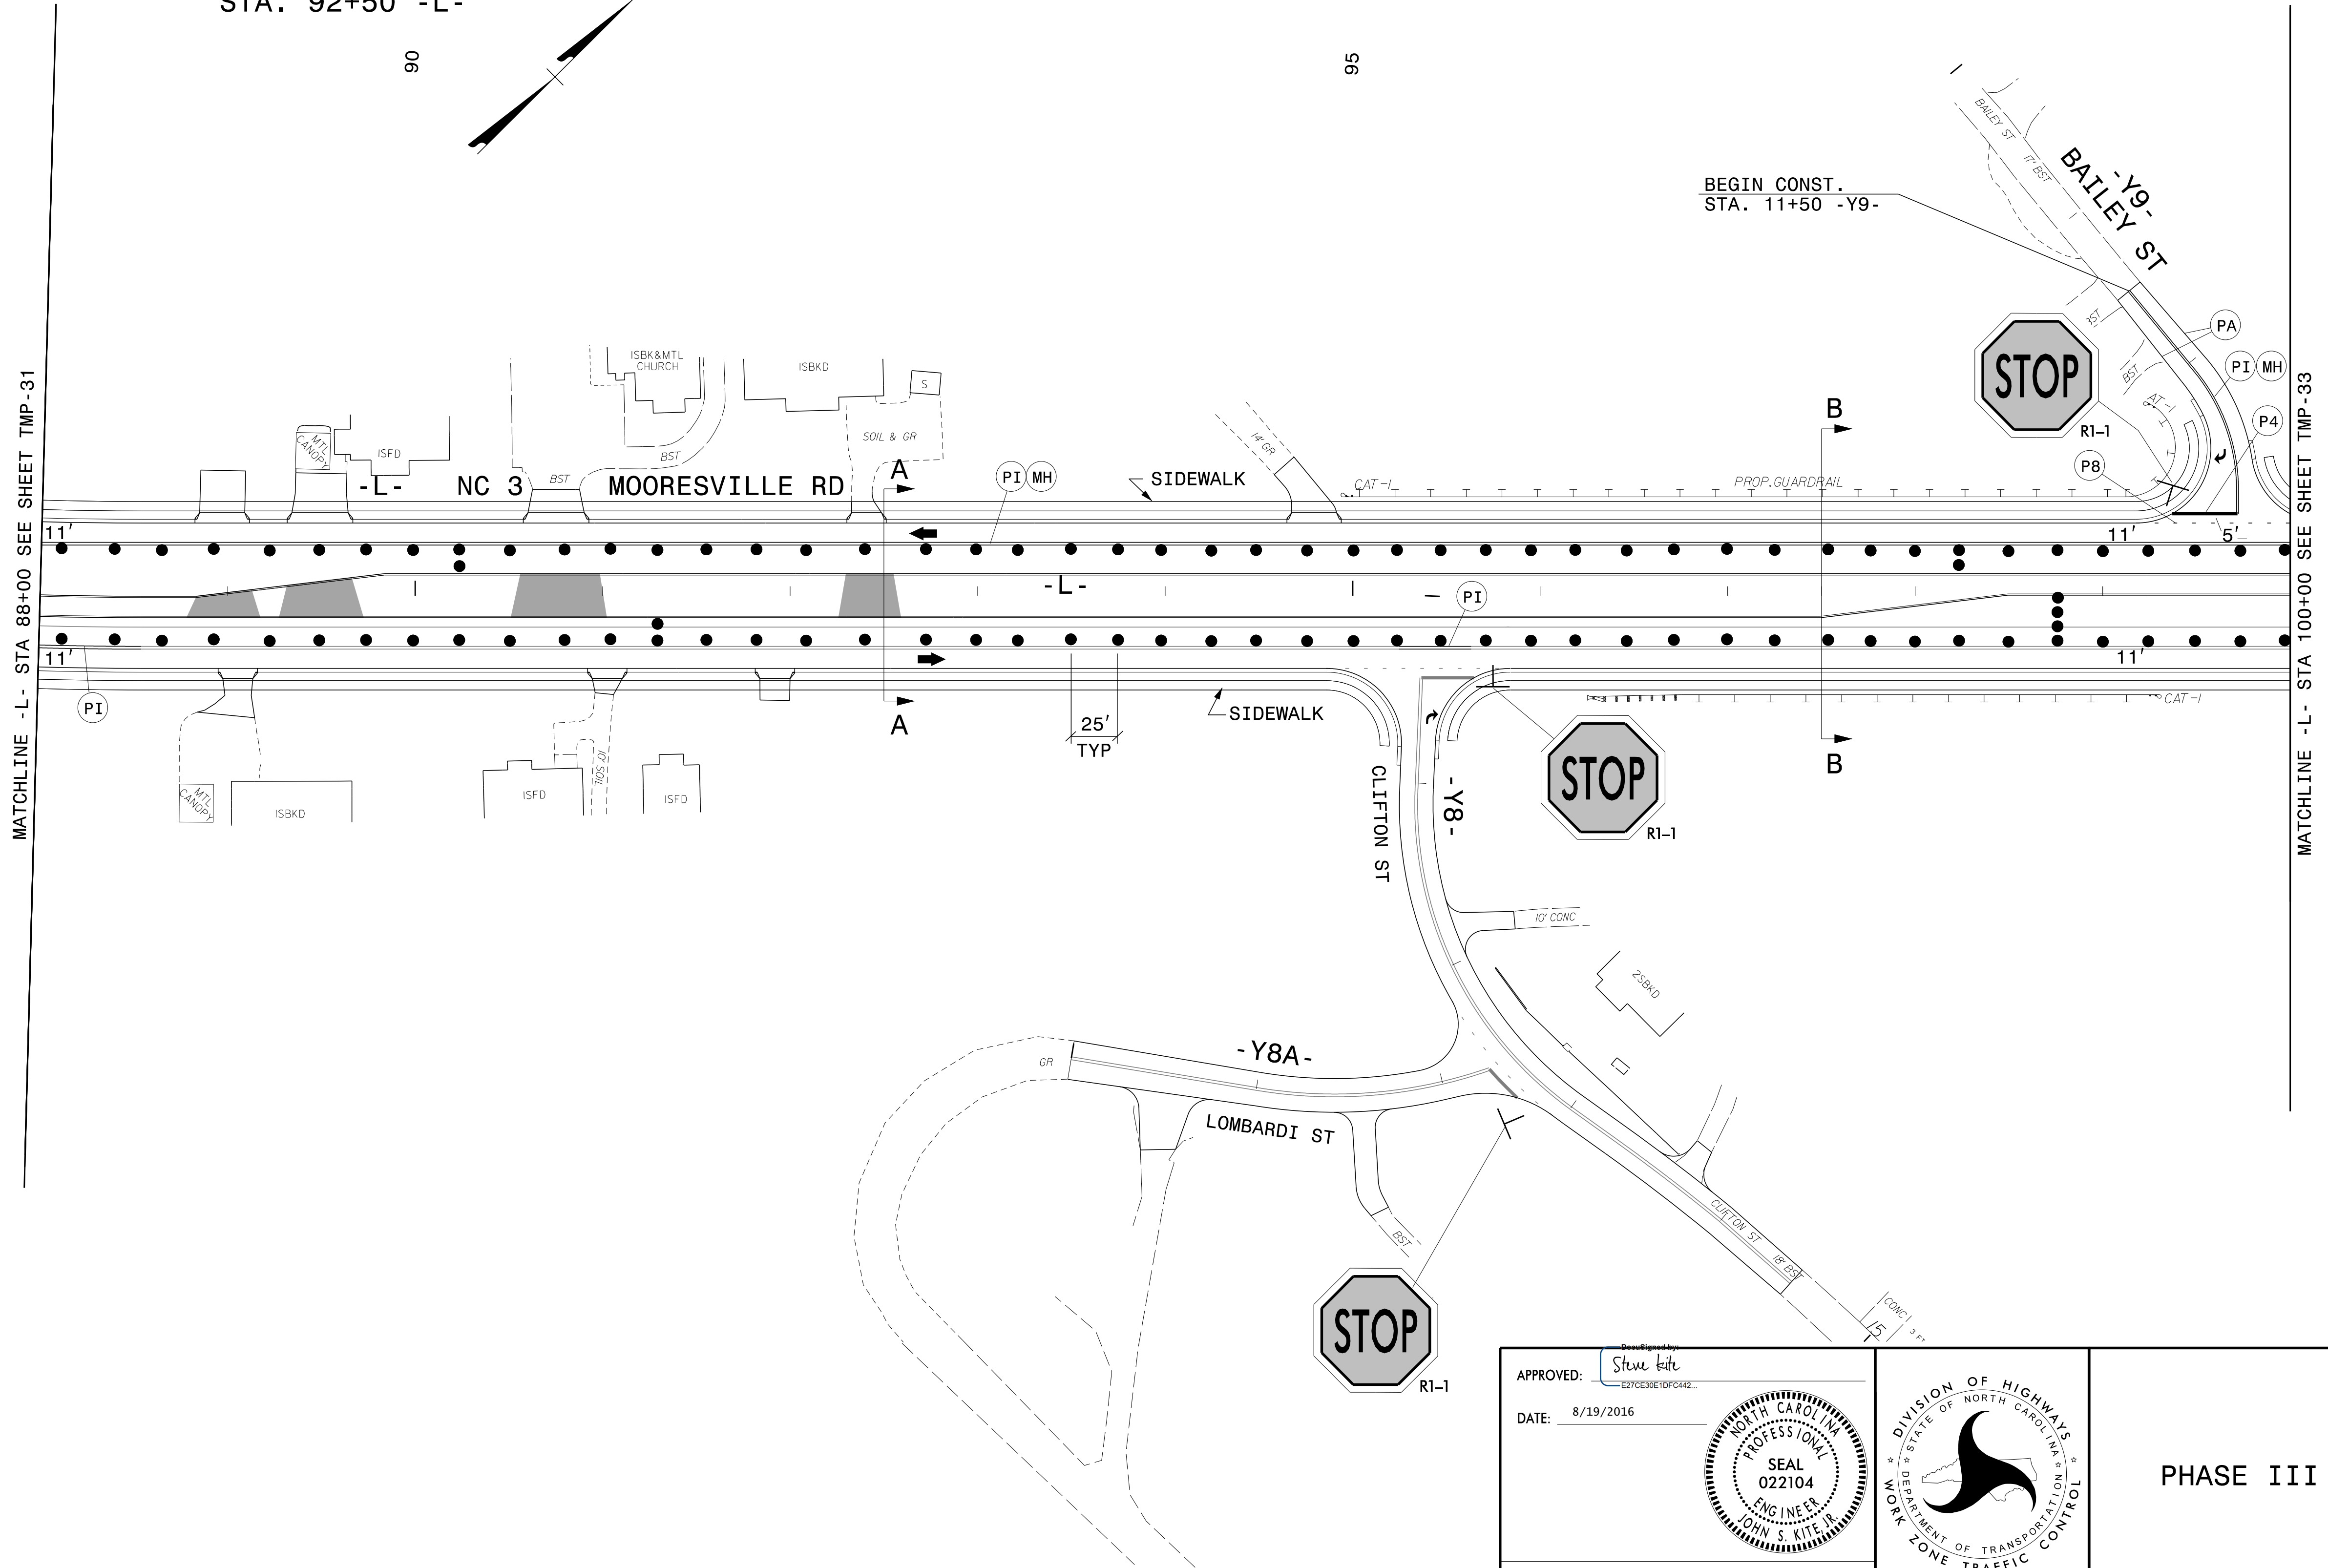 STA. 92+50 -L-
90
95
BAILEY ST
17' BST
-Y9-
BAILEY ST
BEGIN CONST.
STA. 11+50 -Y9-
PA
PI MH
P4
P8
STOP
R1-1
BST
AT-1
ISBK&MTL
CHURCH
ISBKD
S
SOIL & GR
MTL
CANOPY
ISFD
BST
BST
14' GR
-L- NC 3 MOORESVILLE RD
A
PI MH
SIDEWALK
CAT-1
PROP.GUARDRAIL
B
MATCHLINE -L- STA 88+00 SEE SHEET TMP-31
MATCHLINE -L- STA 100+00 SEE SHEET TMP-33
11'
11'
5'
-L-
PI
11'
11'
PI
A
SIDEWALK
25'
TYP
CAT-1
B
STOP
R1-1
MTL
CANOPY
ISBKD
ISFD
10' SOIL
ISFD
CLIFTON ST
-Y8-
10' CONC
2SBKD
GR
-Y8A-
LOMBARDI ST
BST
CLIFTON ST
18' BST
CONC
3 FT
15
STOP
R1-1
APPROVED:
DocuSigned by:
Steve Kite
E27CE30E1DFC442...
DATE: 8/19/2016
NORTH CAROLINA
PROFESSIONAL
SEAL
022104
ENGINEER
JOHN S. KITE, JR.
DIVISION OF HIGHWAYS
STATE OF NORTH CAROLINA
DEPARTMENT OF TRANSPORTATION
WORK ZONE TRAFFIC CONTROL
PHASE III